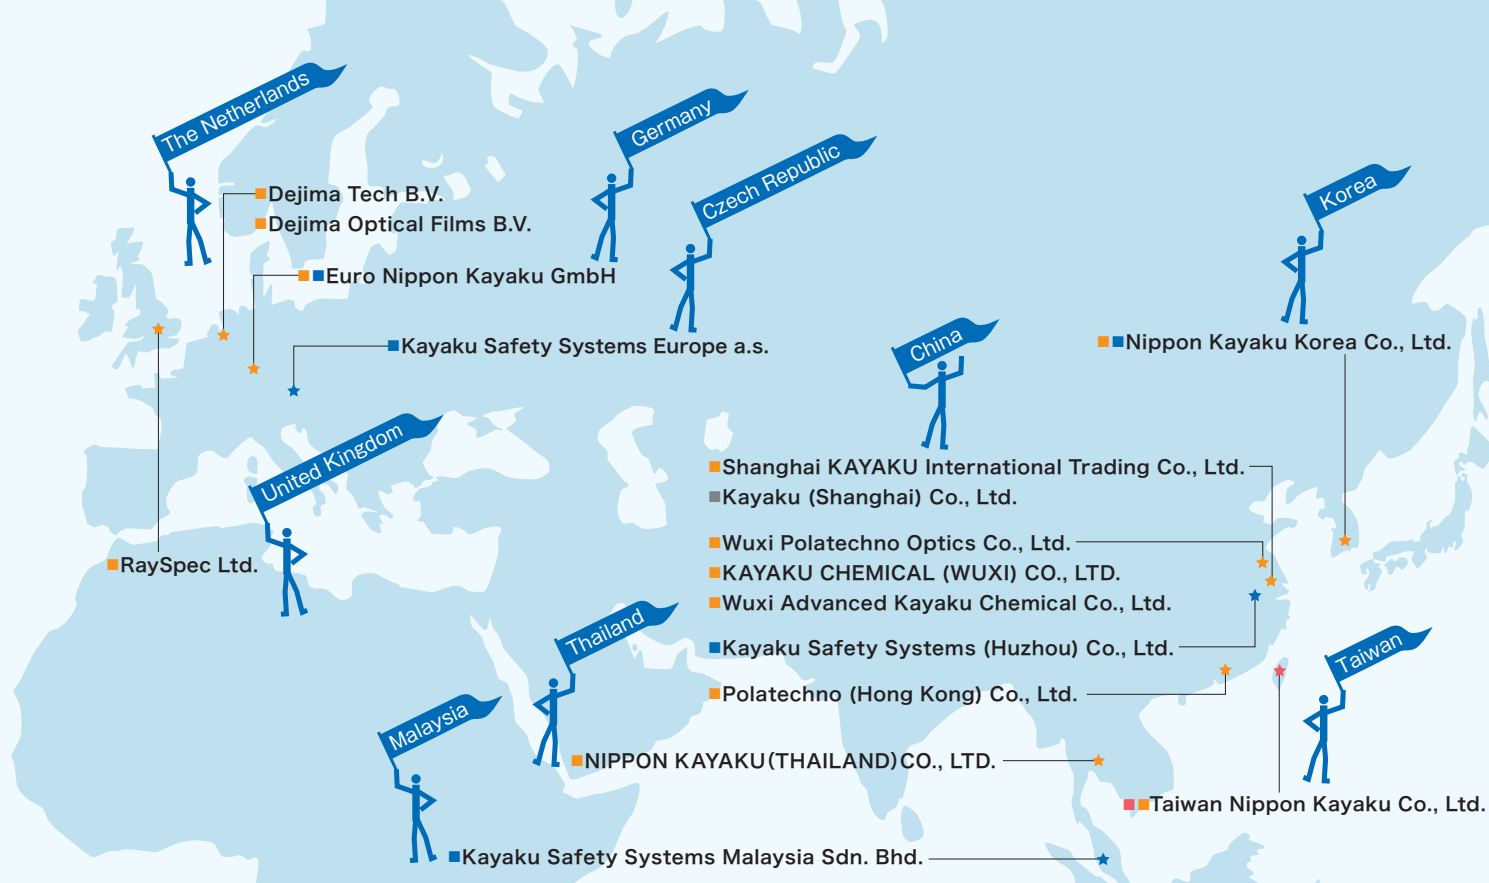 The Netherlands
Germany
Czech Republic
Korea
Dejima Tech B.V.
Dejima Optical Films B.V.
Euro Nippon Kayaku GmbH
Kayaku Safety Systems Europe a.s.
China
Nippon Kayaku Korea Co., Ltd.
United Kingdom
Shanghai KAYAKU International Trading Co., Ltd.
Kayaku (Shanghai) Co., Ltd.
Wuxi Polatechno Optics Co., Ltd.
RaySpec Ltd.
KAYAKU CHEMICAL (WUXI) CO., LTD.
Wuxi Advanced Kayaku Chemical Co., Ltd.
Thailand
Kayaku Safety Systems (Huzhou) Co., Ltd.
Taiwan
Polatechno (Hong Kong) Co., Ltd.
Malaysia
NIPPON KAYAKU(THAILAND)CO., LTD.
Taiwan Nippon Kayaku Co., Ltd.
Kayaku Safety Systems Malaysia Sdn. Bhd.